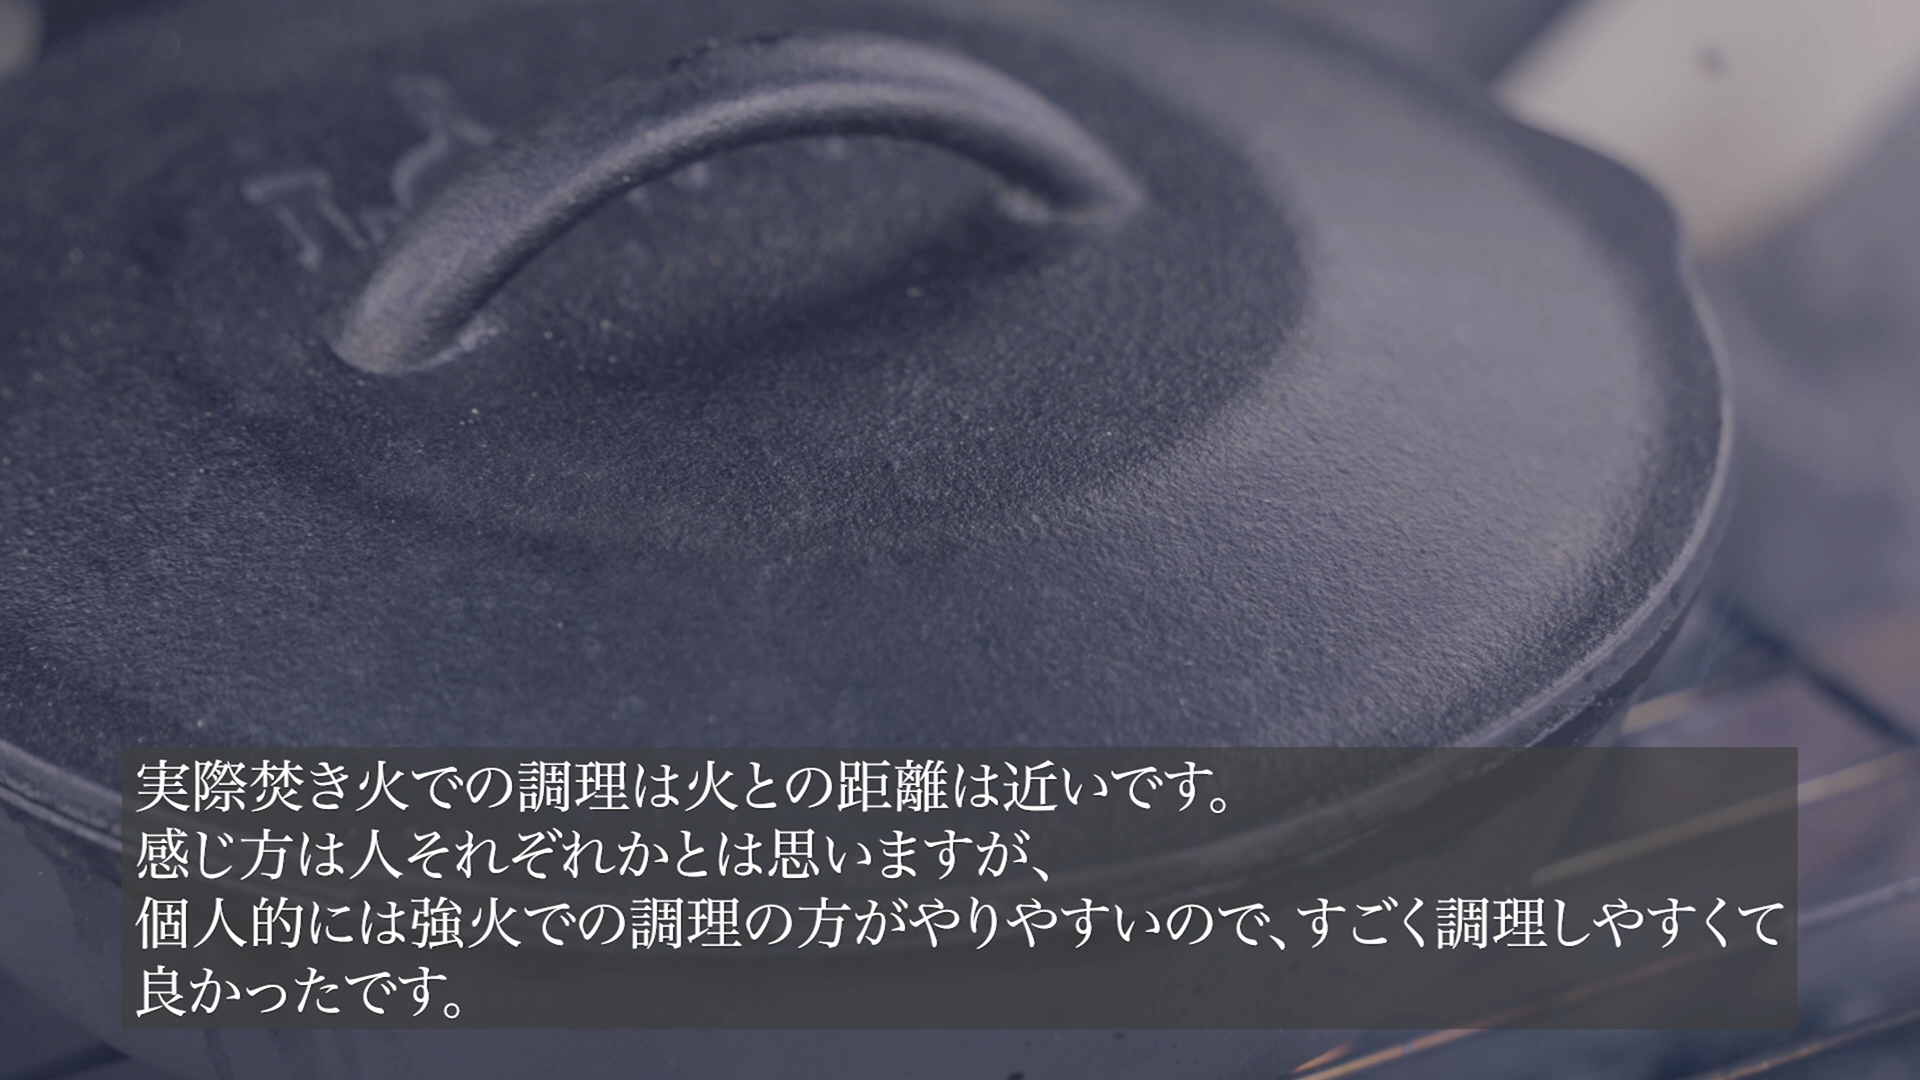 実際焚き火での調理は火との距離は近いです。
感じ方は人それぞれかとは思いますが、
個人的には強火での調理の方がやりやすいので、すごく調理しやすくて
良かったです。